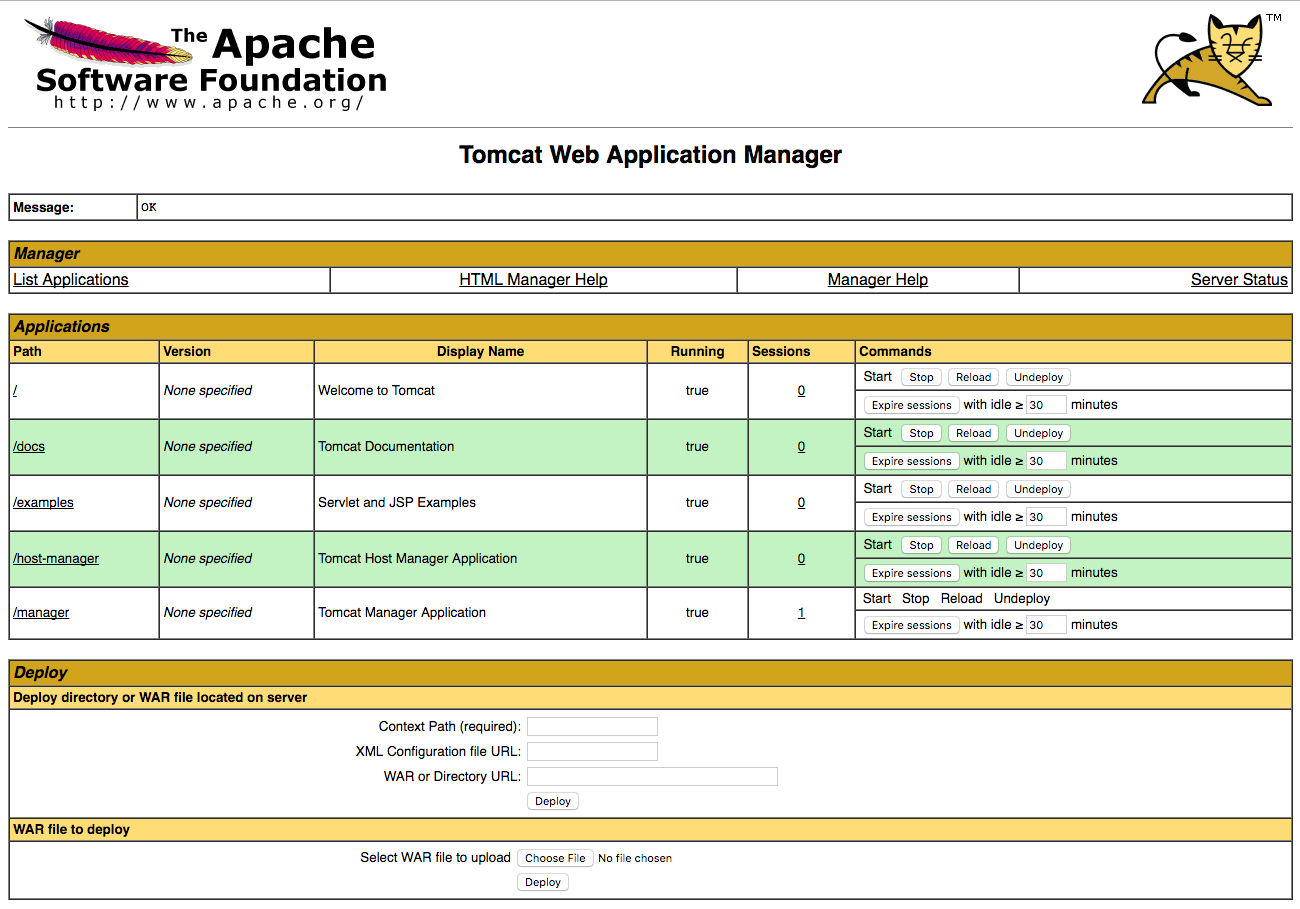 The Apache
Software Foundation
http://www.apache.org/
TM
Tomcat Web Application Manager
Message: OK
Manager
List Applications HTML Manager Help Manager Help Server Status
Applications
Path Version Display Name Running Sessions Commands
/ None specified Welcome to Tomcat true 0 Start Stop Reload Undeploy
Expire sessions with idle ≥ 30 minutes
/docs None specified Tomcat Documentation true 0 Start Stop Reload Undeploy
Expire sessions with idle ≥ 30 minutes
/examples None specified Servlet and JSP Examples true 0 Start Stop Reload Undeploy
Expire sessions with idle ≥ 30 minutes
/host-manager None specified Tomcat Host Manager Application true 0 Start Stop Reload Undeploy
Expire sessions with idle ≥ 30 minutes
/manager None specified Tomcat Manager Application true 1 Start Stop Reload Undeploy
Expire sessions with idle ≥ 30 minutes
Deploy
Deploy directory or WAR file located on server
Context Path (required):
XML Configuration file URL:
WAR or Directory URL:
Deploy
WAR file to deploy
Select WAR file to upload Choose File No file chosen
Deploy